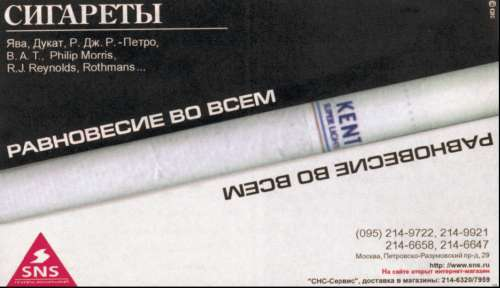 СИГАРЕТЫ
© СНС
Ява, Дукат, Р. Дж. Р.-Петро,
B. A. T., Philip Morris,
R.J. Reynolds, Rothmans...
РАВНОВЕСИЕ ВО ВСЕМ
KENT
SUPER LIGHTS
РАВНОВЕСИЕ ВО ВСЕМ
(095) 214-9722, 214-9921
214-6658, 214-6647
Москва, Петровско-Разумовский пр-д, 29
http: //www.sns.ru
На сайте открыт интернет-магазин
"СНС-Сервис", доставка в магазины: 214-6320/7959
SNS